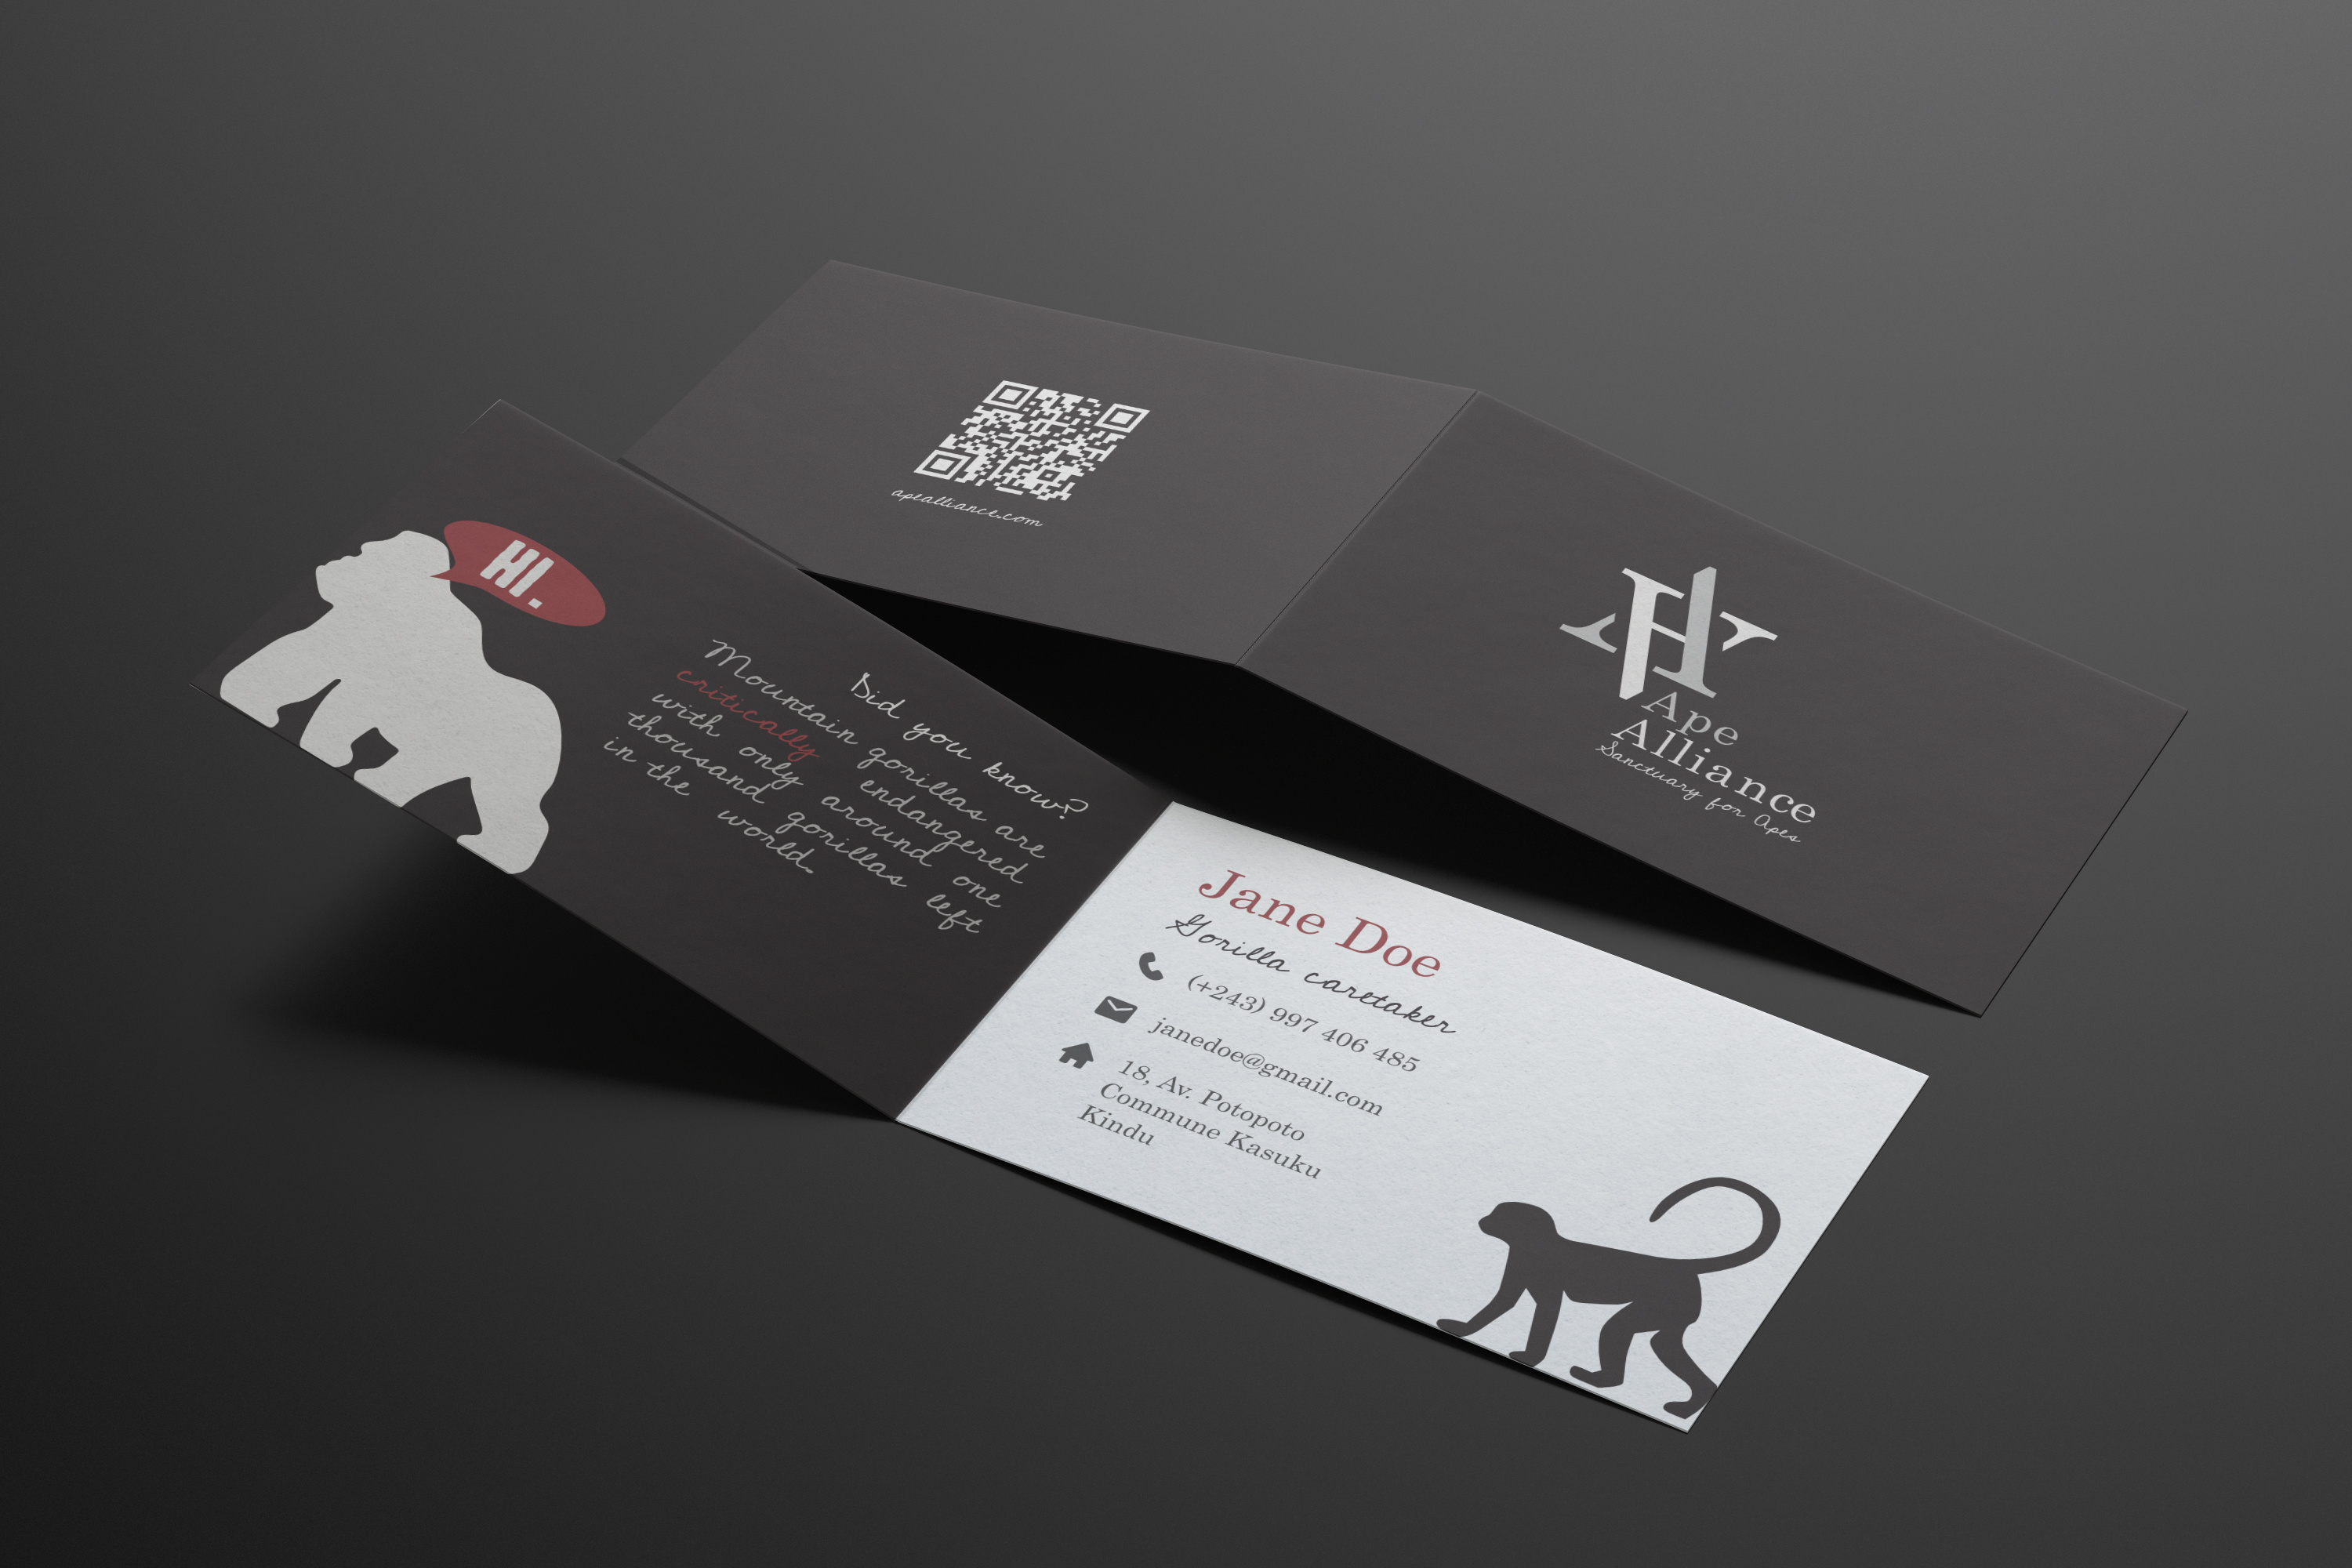 apealliance.com
Ape
Alliance
Sanctuary for Apes
HI.
Did you know?
Mountain gorillas are
critically endangered
with only around one
thousand gorillas left
in the world.
Jane Doe
Gorilla caretaker
(+243) 997 406 485
janedoe@gmail.com
18, Av. Potopoto
Commune Kasuku
Kindu